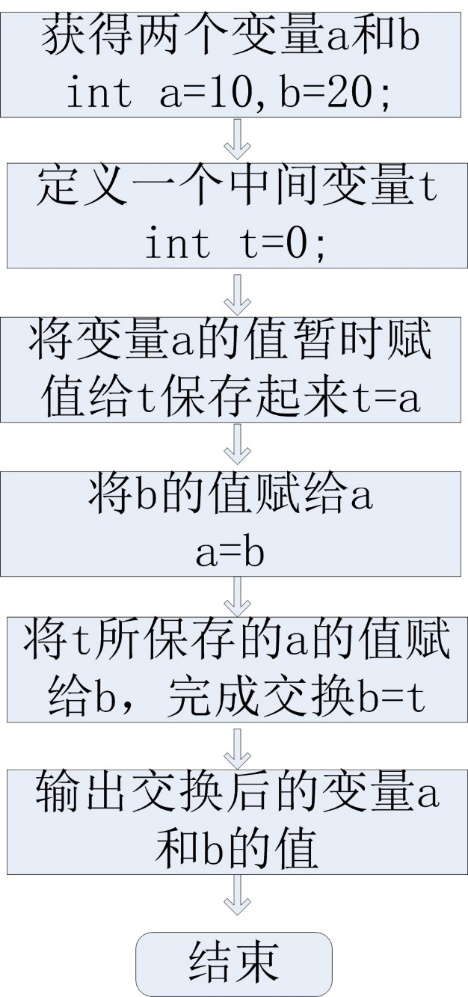 获得两个变量a和b
int a=10,b=20;
定义一个中间变量t
int t=0;
将变量a的值暂时赋
值给t保存起来t=a
将b的值赋给a
a=b
将t所保存的a的值赋
给b，完成交换b=t
输出交换后的变量a
和b的值
结束